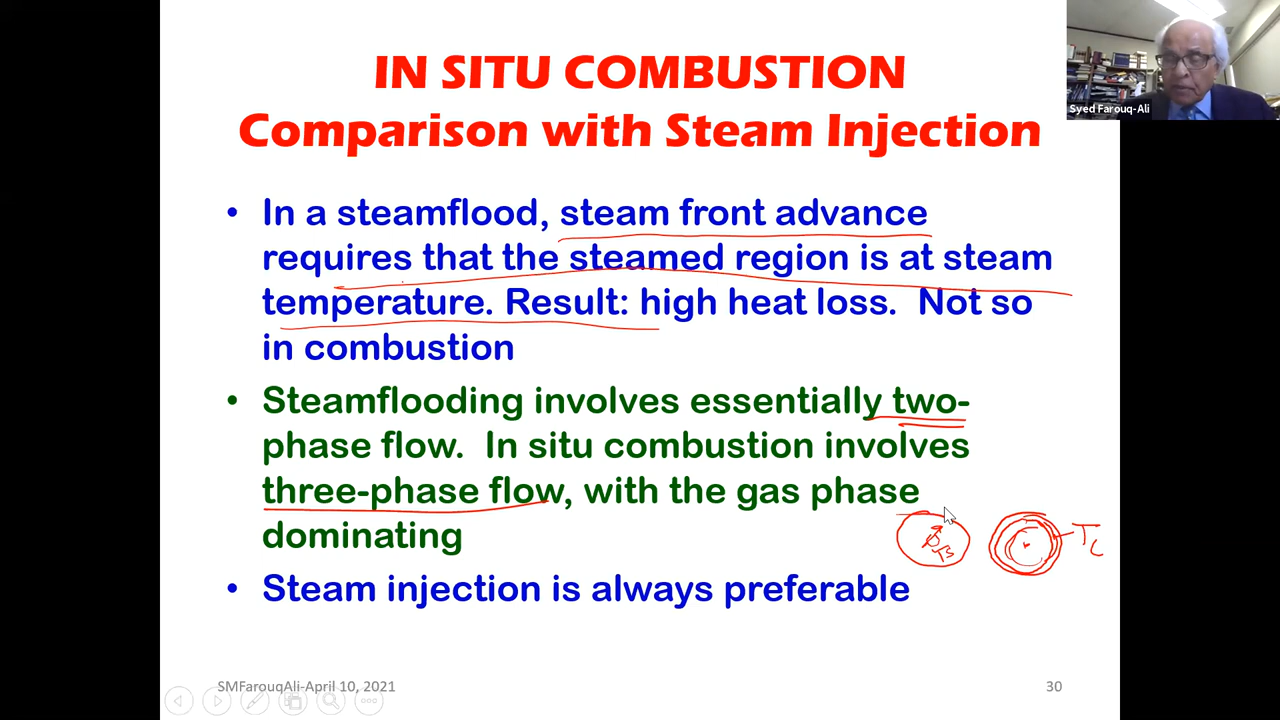 IN SITU COMBUSTION
Comparison with Steam Injection
Syed Farouq-Ali
• In a steamflood, steam front advance
requires that the steamed region is at steam
temperature. Result: high heat loss. Not so
in combustion
• Steamflooding involves essentially two-
phase flow. In situ combustion involves
three-phase flow, with the gas phase
dominating
Ts
Tc
• Steam injection is always preferable
SMFarouqAli-April 10, 2021
30